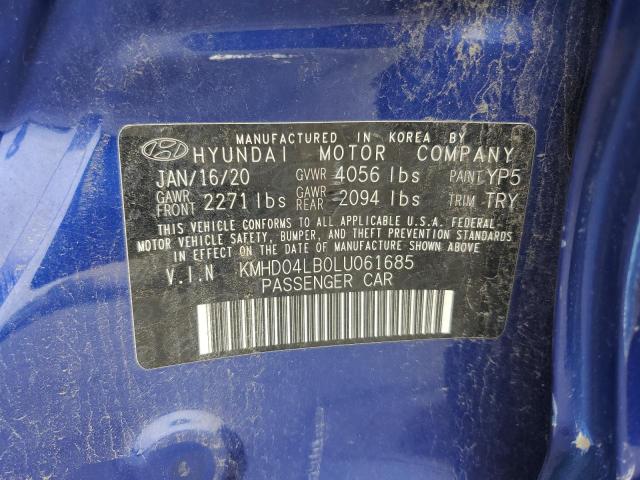 MANUFACTURED IN KOREA BY
HYUNDAI MOTOR COMPANY
JAN/16/20 GVWR 4056 lbs PAINT YP5
GAWR FRONT 2271 lbs GAWR REAR 2094 lbs TRIM TRY
THIS VEHICLE CONFORMS TO ALL APPLICABLE U.S.A. FEDERAL
MOTOR VEHICLE SAFETY, BUMPER, AND THEFT PREVENTION STANDARDS
IN EFFECT ON THE DATE OF MANUFACTURE SHOWN ABOVE.
V.I.N KMHD04LB0LU061685
PASSENGER CAR